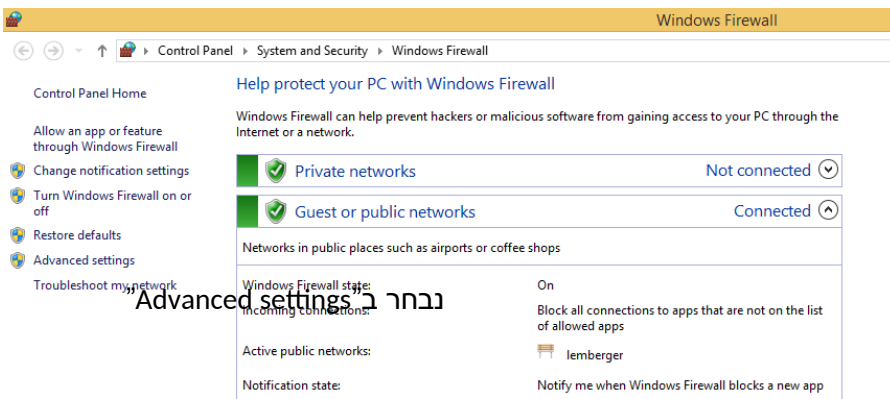 Windows Firewall
Control Panel ▸ System and Security ▸ Windows Firewall
Control Panel Home
Allow an app or feature
through Windows Firewall
Change notification settings
Turn Windows Firewall on or
off
Restore defaults
Advanced settings
Troubleshoot my network
Help protect your PC with Windows Firewall
Windows Firewall can help prevent hackers or malicious software from gaining access to your PC through the
Internet or a network.
Private networks Not connected
Guest or public networks Connected
Networks in public places such as airports or coffee shops
Windows Firewall state: On
Incoming connections: Block all connections to apps that are not on the list
of allowed apps
Active public networks: lemberger
Notification state: Notify me when Windows Firewall blocks a new app
נבחר ב”Advanced settings”